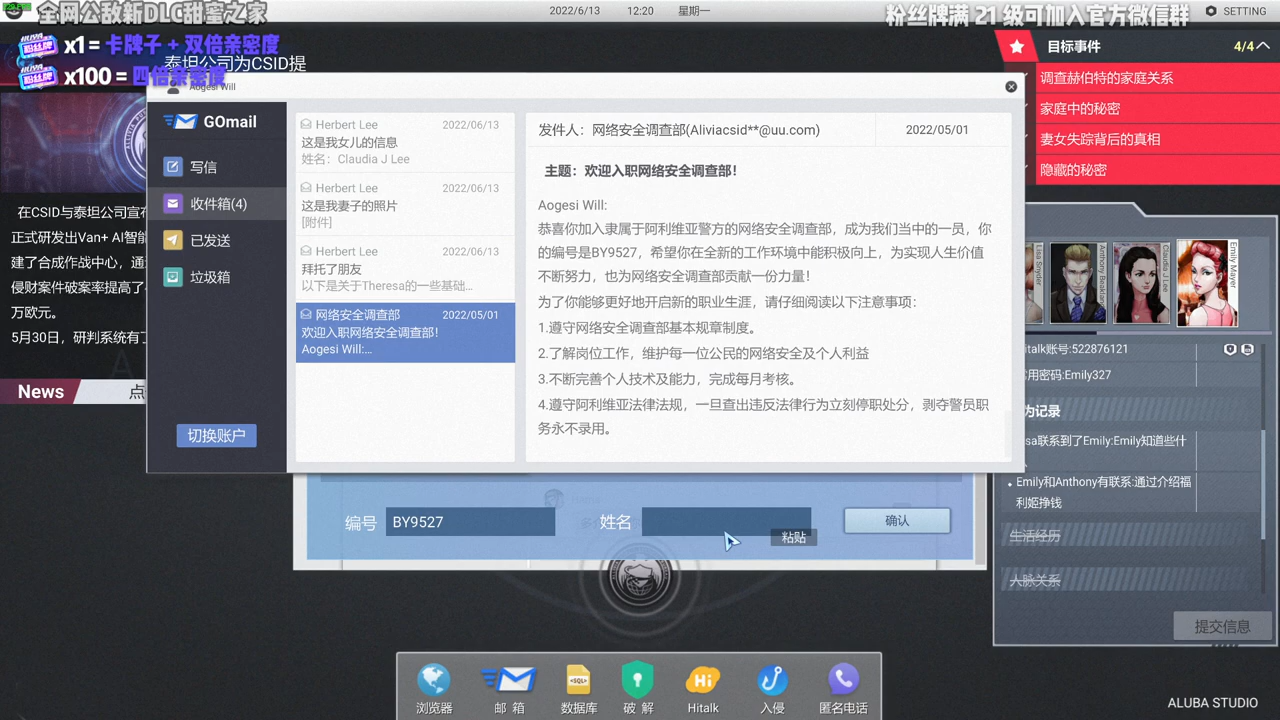 全网公敌新DLC甜蜜之家
2022/6/13 12:20 星期一
粉丝牌满 21 级可加入官方微信群
SETTING
HUYA 粉丝牌 x1 = 卡牌子 + 双倍亲密度
HUYA 粉丝牌 x100 = 四倍亲密度
泰坦公司为CSID提
目标事件 4/4
调查赫伯特的家庭关系
家庭中的秘密
妻女失踪背后的真相
隐藏的秘密
Aogesi Will
GOmail
写信
收件箱(4)
已发送
垃圾箱
切换账户
Herbert Lee 2022/06/13
这是我女儿的信息
姓名：Claudia J Lee
Herbert Lee 2022/06/13
这是我妻子的照片
[附件]
Herbert Lee 2022/06/13
拜托了朋友
以下是关于Theresa的一些基础...
网络安全调查部 2022/05/01
欢迎入职网络安全调查部！
Aogesi Will:...
发件人：网络安全调查部(Aliviacsid**@uu.com) 2022/05/01
主题：欢迎入职网络安全调查部！
Aogesi Will:
恭喜你加入隶属于阿利维亚警方的网络安全调查部，成为我们当中的一员，你
的编号是BY9527，希望你在全新的工作环境中能积极向上，为实现人生价值
不断努力，也为网络安全调查部贡献一份力量！
为了你能够更好地开启新的职业生涯，请仔细阅读以下注意事项：
1.遵守网络安全调查部基本规章制度。
2.了解岗位工作，维护每一位公民的网络安全及个人利益
3.不断完善个人技术及能力，完成每月考核。
4.遵守阿利维亚法律法规，一旦查出违反法律行为立刻停职处分，剥夺警员职
务永不录用。
在CSID与泰坦公司宣布
正式研发出Van+ AI智能
建了合成作战中心，通
侵财案件破案率提高了
万欧元。
5月30日，研判系统有了
News
点
Lisa Snyder
Anthony Beaklan
Claudia J Lee
Emily Mayer
italk账号:522876121
用密码:Emily327
为记录
sa联系到了Emily:Emily知道些什
Emily和Anthony有联系:通过介绍福
利姬挣钱
生活经历
人脉关系
提交信息
编号 BY9527
姓名
粘贴
确认
浏览器
邮 箱
<SQL>
数据库
破 解
Hi
Hitalk
入侵
匿名电话
ALUBA STUDIO